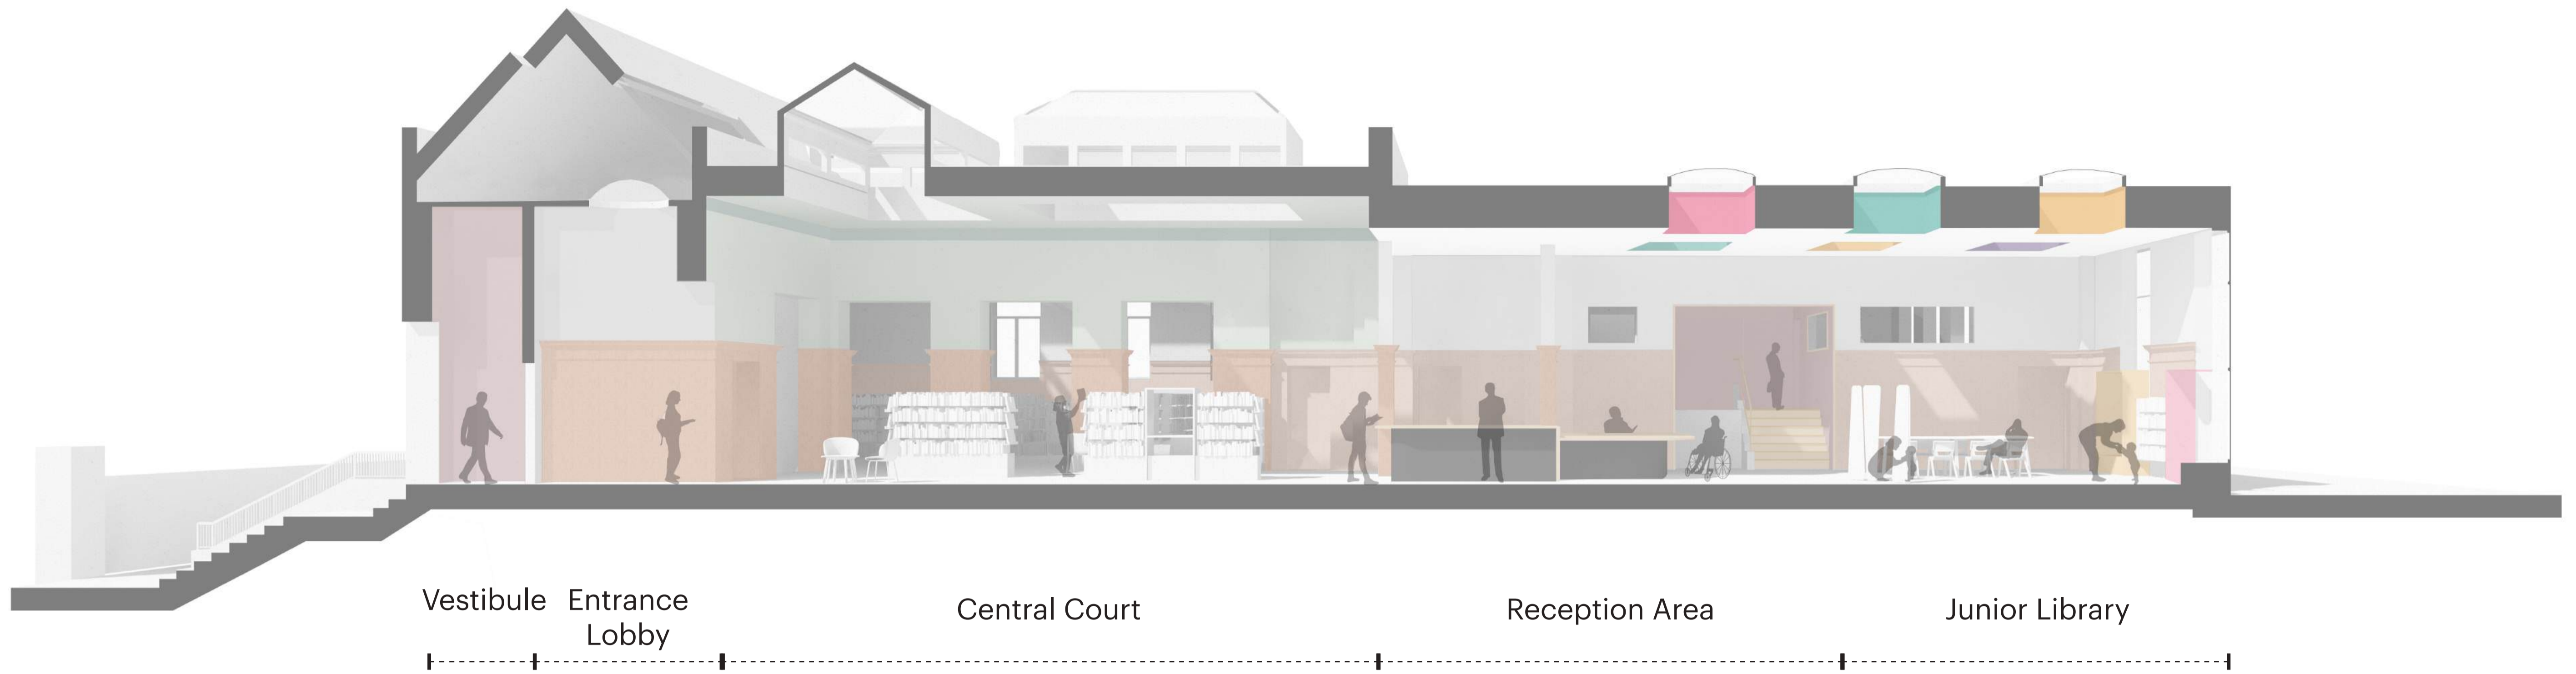 Vestibule
Entrance
Lobby
Central Court
Reception Area
Junior Library